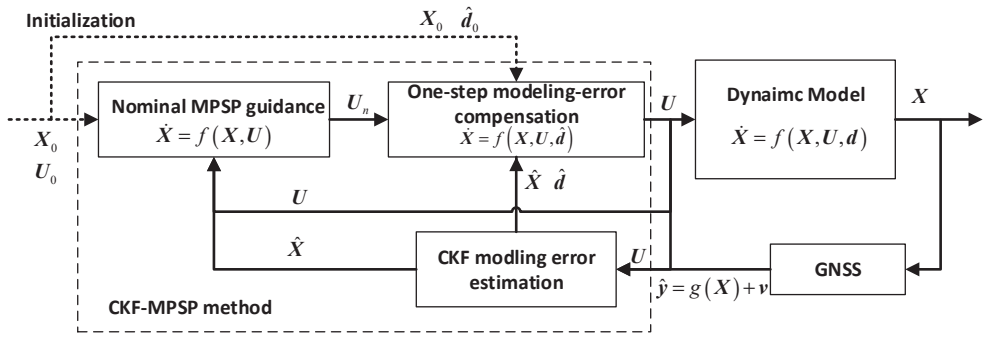 Initialization
X₀ d̂₀
Nominal MPSP guidance
Ẋ = f(X,U)
Uₙ
One-step modeling-error
compensation
Ẋ = f(X,U,d̂)
U
Dynaimc Model
Ẋ = f(X,U,d)
X
X₀
U₀
X̂ d̂
U
X̂
CKF modling error
estimation
U
ŷ = g(X)+v
GNSS
CKF-MPSP method